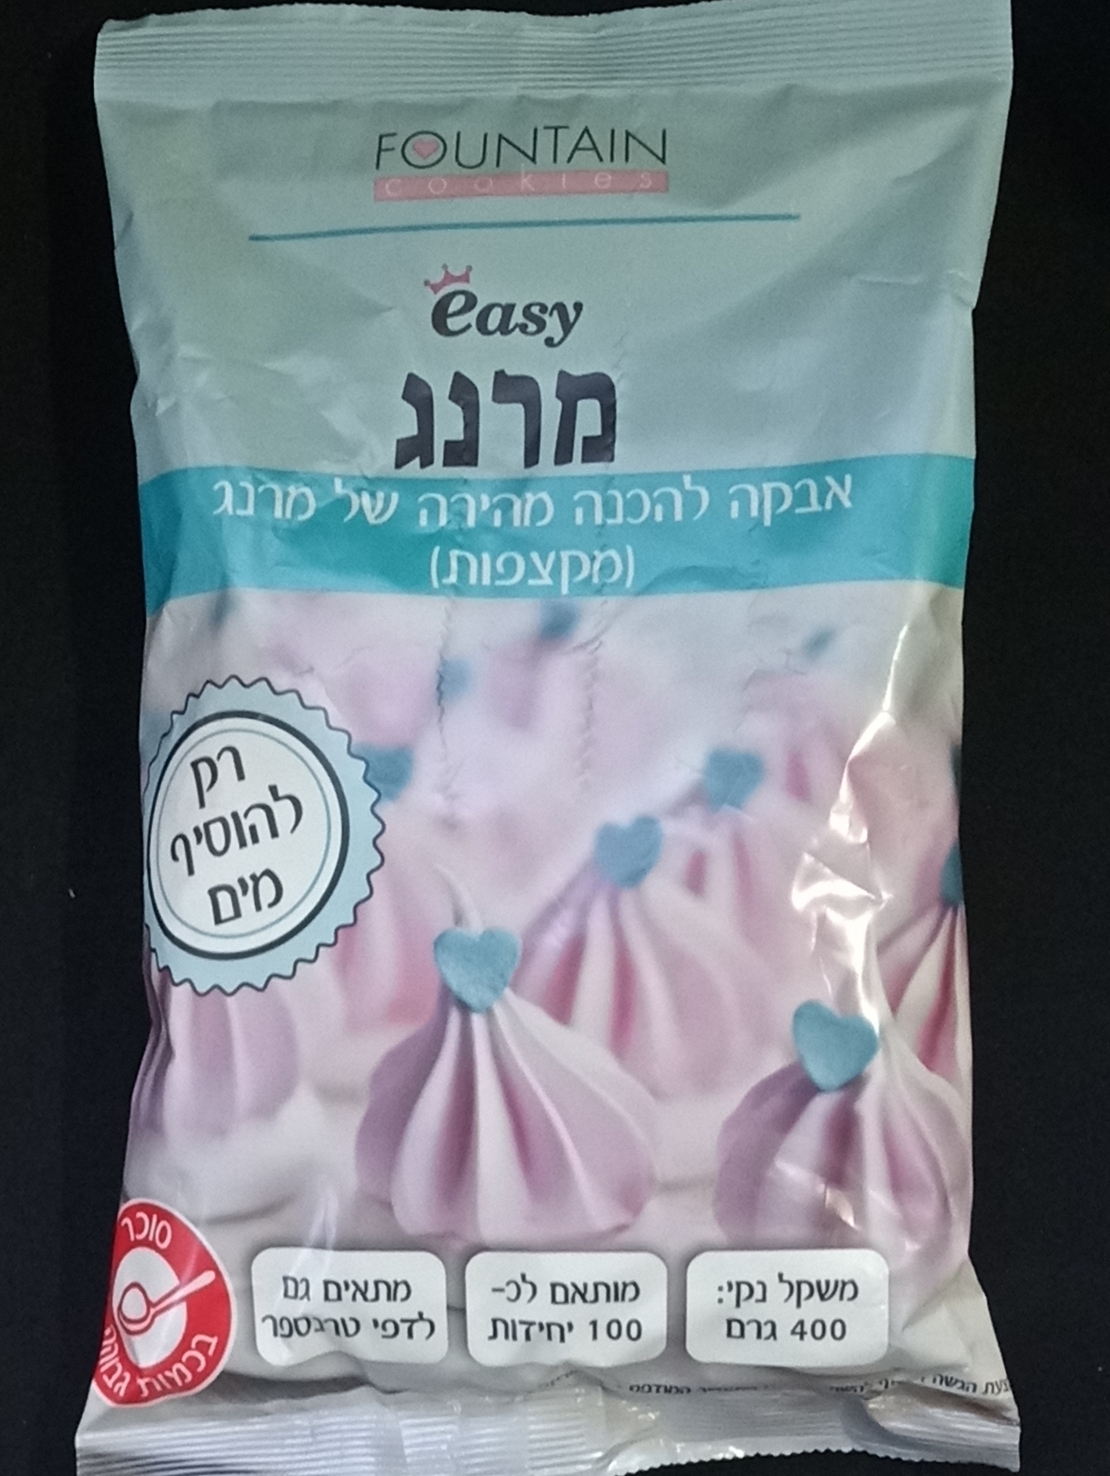 FOUNTAIN
cookies
easy
מרנג
אבקה להכנה מהירה של מרנג
(מקצפות)
רק
להוסיף
מים
משקל נקי:
400 גרם
מותאם לכ-
100 יחידות
מתאים גם
לדפי טרנספר
סוכר
בכמות גבוהה
הגשה